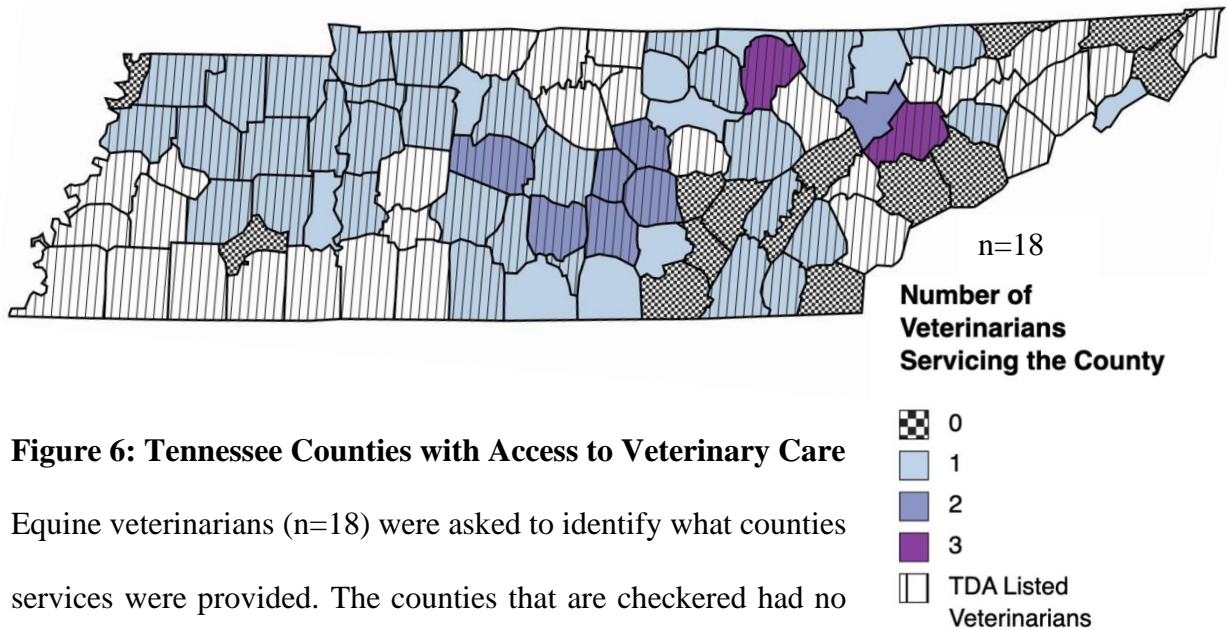 n=18
Number of
Veterinarians
Servicing the County
0
1
2
3
TDA Listed
Veterinarians
Figure 6: Tennessee Counties with Access to Veterinary Care
Equine veterinarians (n=18) were asked to identify what counties
services were provided. The counties that are checkered had no